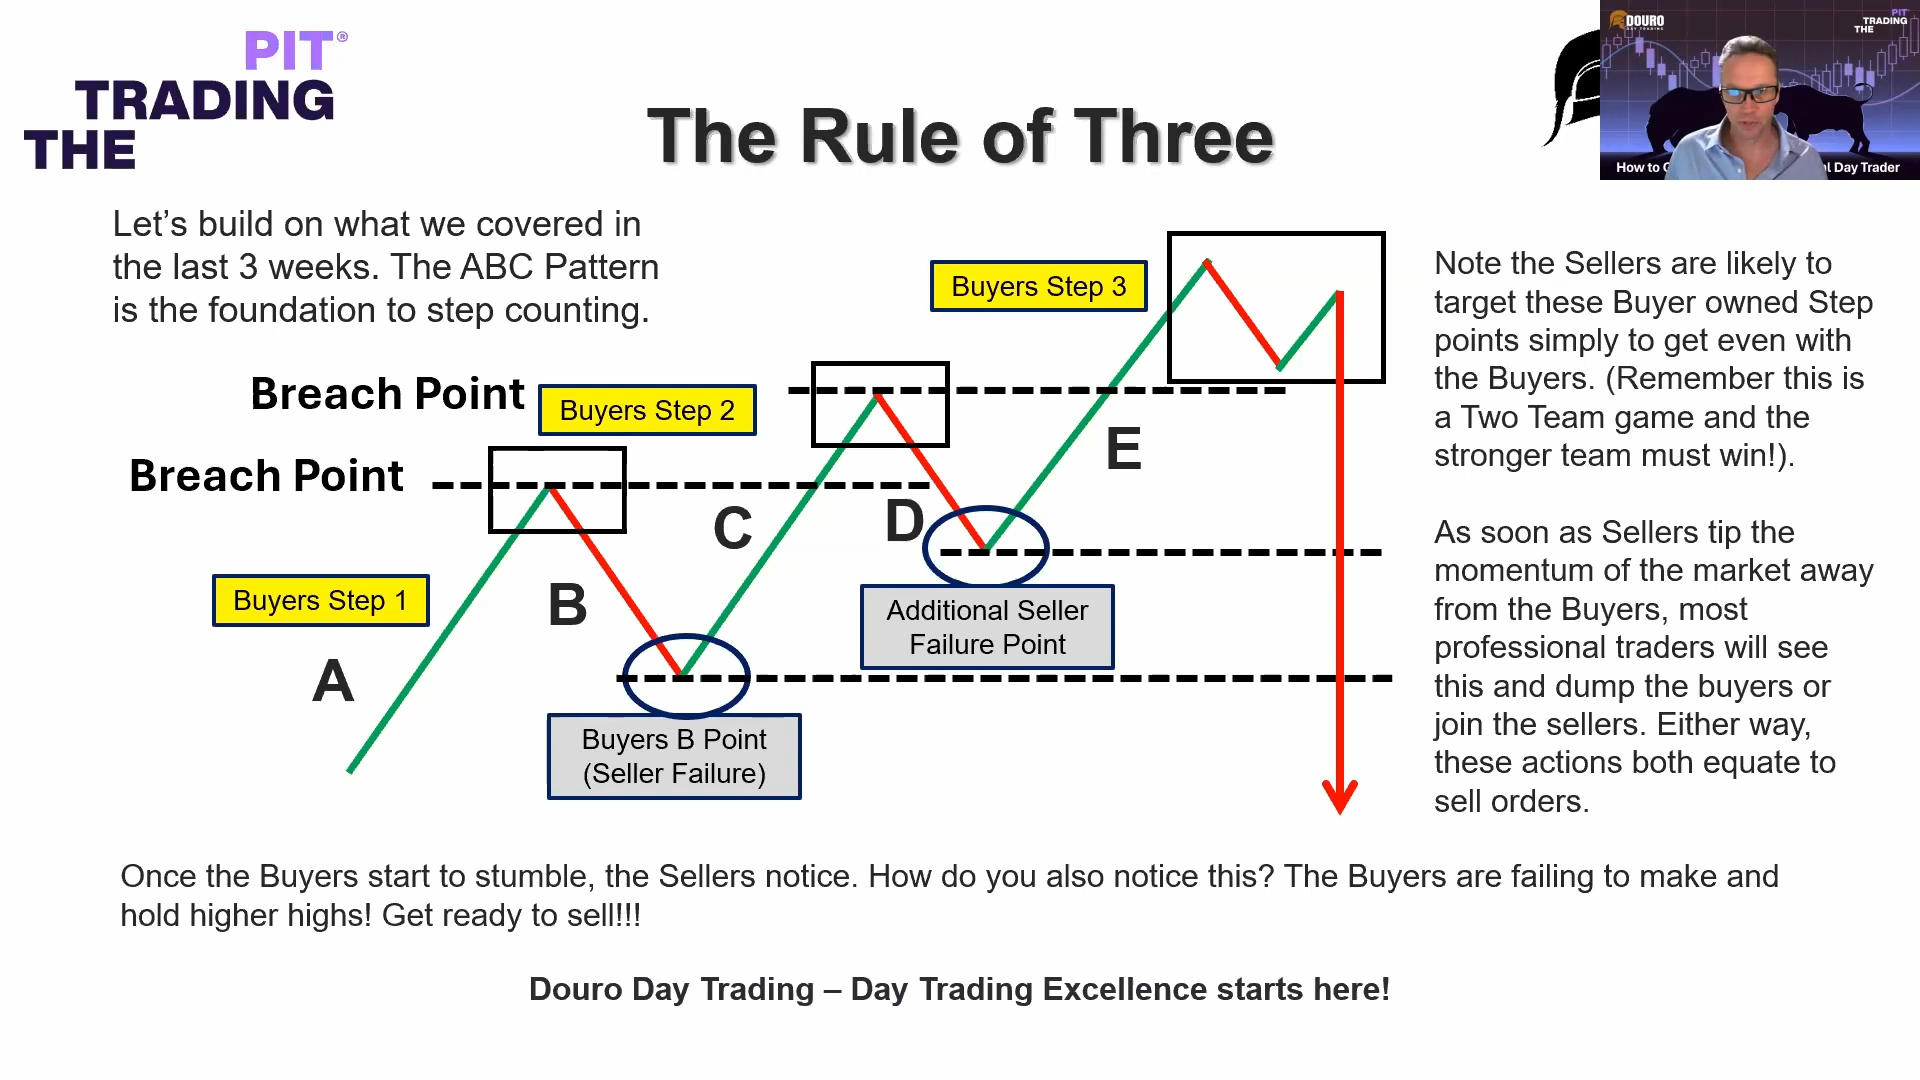 PIT®
TRADING
THE
The Rule of Three
DOURO
DAY TRADING
PIT
TRADING
THE
How to
l Day Trader
Let’s build on what we covered in
the last 3 weeks. The ABC Pattern
is the foundation to step counting.
Buyers Step 3
Breach Point
Buyers Step 2
Breach Point
E
C
D
Buyers Step 1
B
A
Additional Seller
Failure Point
Buyers B Point
(Seller Failure)
Note the Sellers are likely to
target these Buyer owned Step
points simply to get even with
the Buyers. (Remember this is
a Two Team game and the
stronger team must win!).
As soon as Sellers tip the
momentum of the market away
from the Buyers, most
professional traders will see
this and dump the buyers or
join the sellers. Either way,
these actions both equate to
sell orders.
Once the Buyers start to stumble, the Sellers notice. How do you also notice this? The Buyers are failing to make and
hold higher highs! Get ready to sell!!!
Douro Day Trading – Day Trading Excellence starts here!